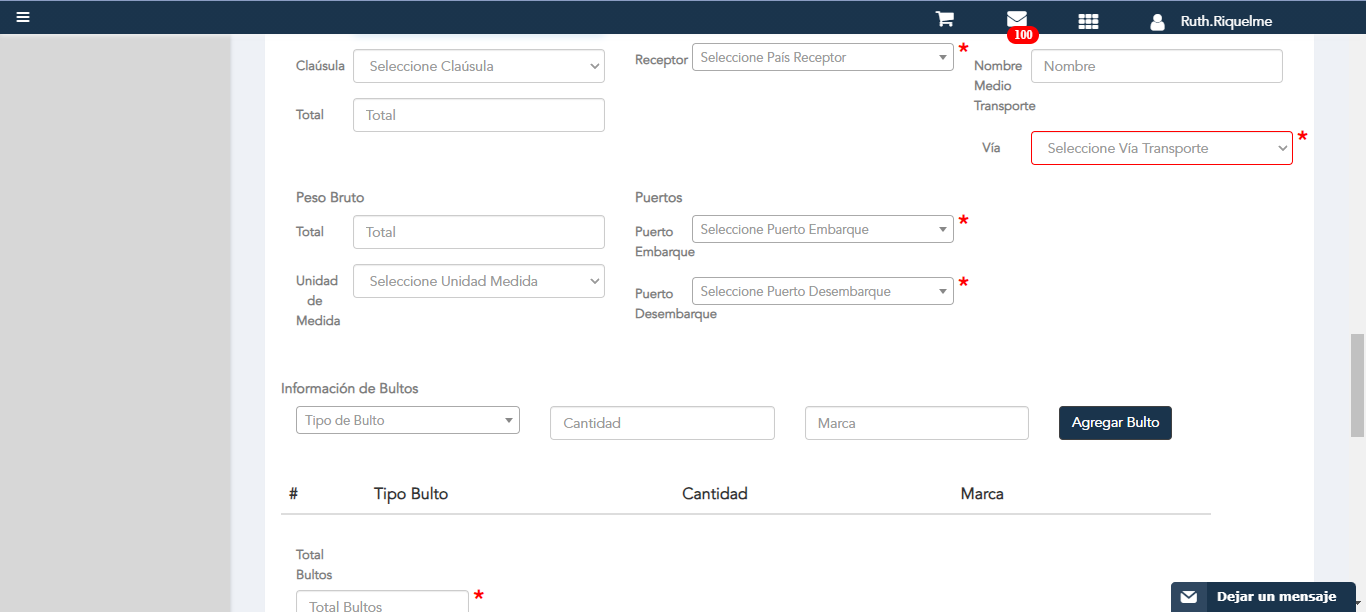 Ruth.Riquelme
100
Claúsula
Seleccione Claúsula
Receptor
Seleccione País Receptor
*
Nombre
Medio
Transporte
Nombre
Total
Total
Vía
Seleccione Vía Transporte
*
Peso Bruto
Puertos
Total
Total
Puerto
Embarque
Seleccione Puerto Embarque
*
Unidad
de
Medida
Seleccione Unidad Medida
Puerto
Desembarque
Seleccione Puerto Desembarque
*
Información de Bultos
Tipo de Bulto
Cantidad
Marca
Agregar Bulto
# Tipo Bulto Cantidad Marca
Total
Bultos
Total Bultos
*
Dejar un mensaje